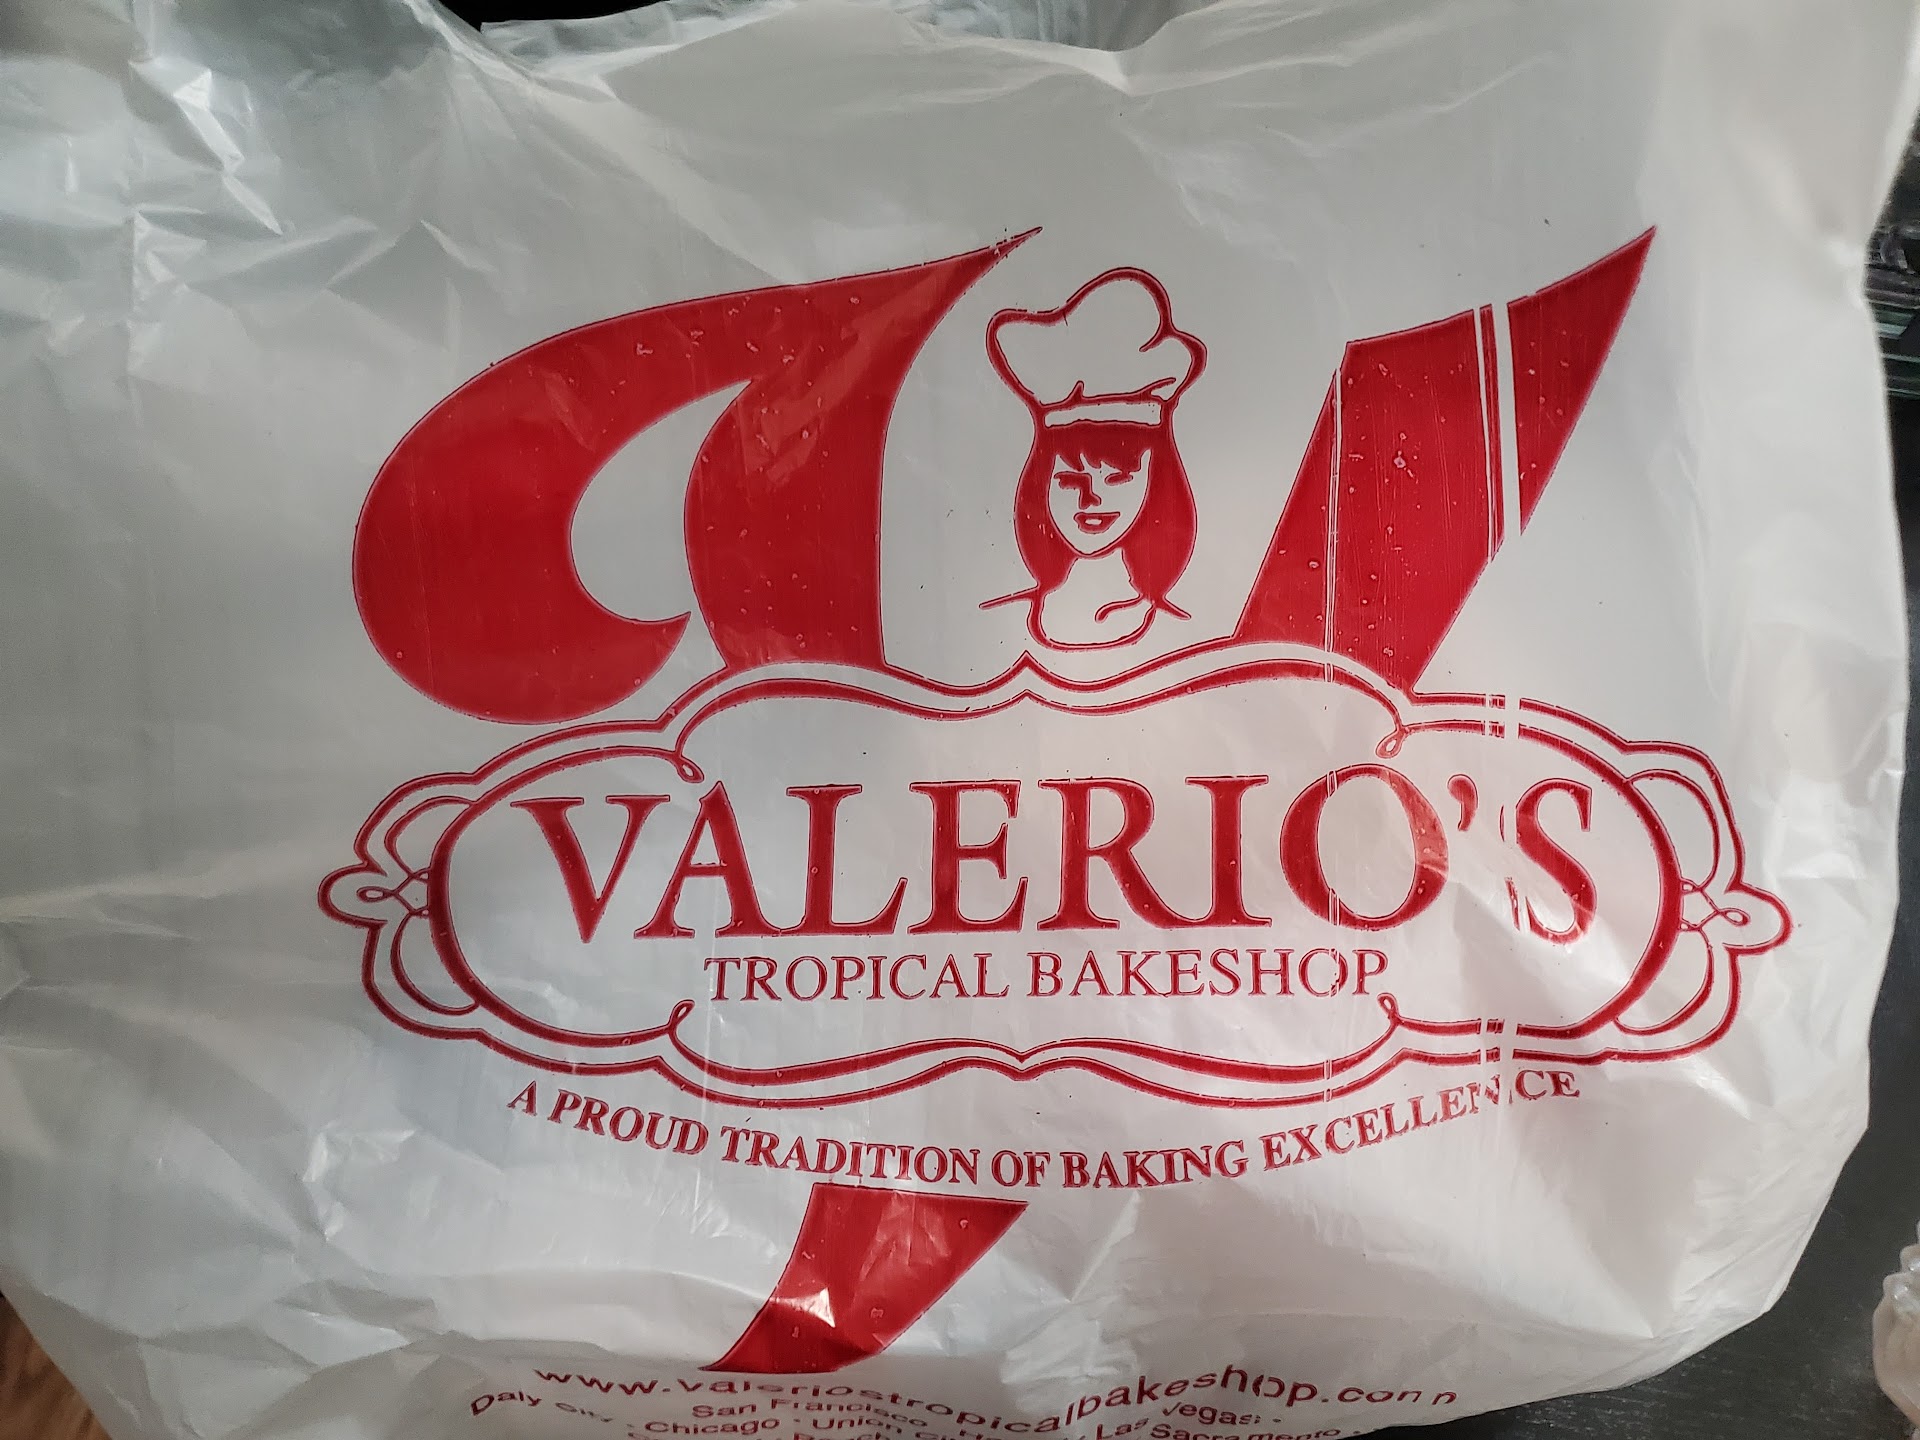 VALERIO'S
TROPICAL BAKESHOP
A PROUD TRADITION OF BAKING EXCELLENCE
www.valeriostropicalbakeshop.com
Daly City · San Francisco Las Vegas ·
Chicago · Union Sacramento ·